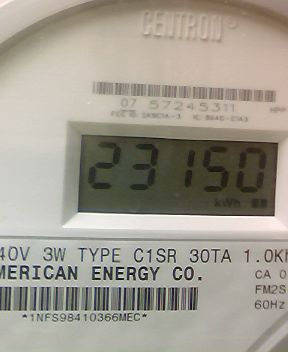 CENTRON®
07 57245311
23150
kWh
40V 3W TYPE C1SR 30TA 1.0Kh
MERICAN ENERGY CO.
CA 0
FM2S
60Hz
*1NFS98410366MEC*